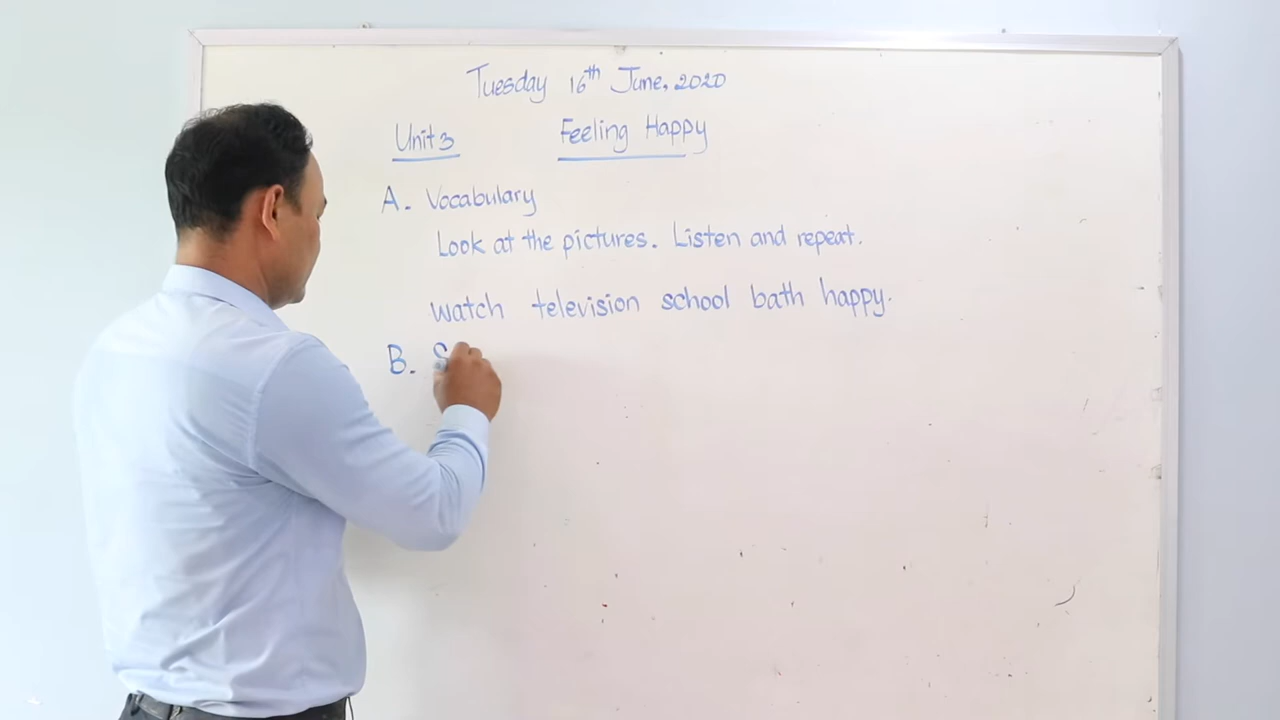 Tuesday 16th June, 2020
Unit 3 Feeling Happy
A. Vocabulary
Look at the pictures. Listen and repeat.
watch television school bath happy.
B. S